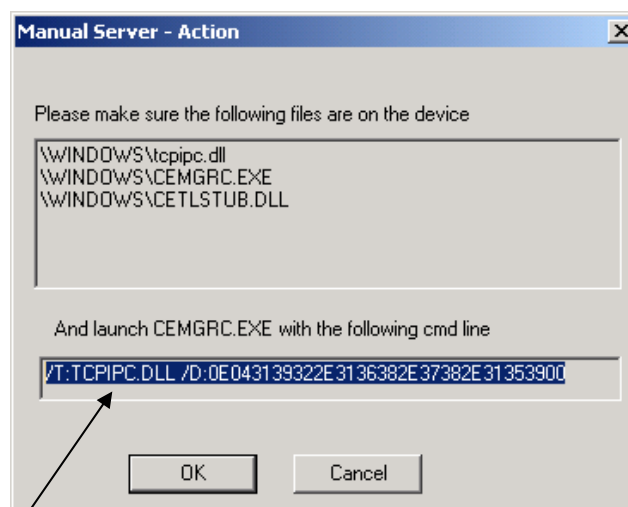 Manual Server - Action
Please make sure the following files are on the device
\WINDOWS\tcpipc.dll
\WINDOWS\CEMGRC.EXE
\WINDOWS\CETLSTUB.DLL
And launch CEMGRC.EXE with the following cmd line
/T:TCPIPC.DLL /D:0E043139322E3136382E37382E31353900
OK
Cancel